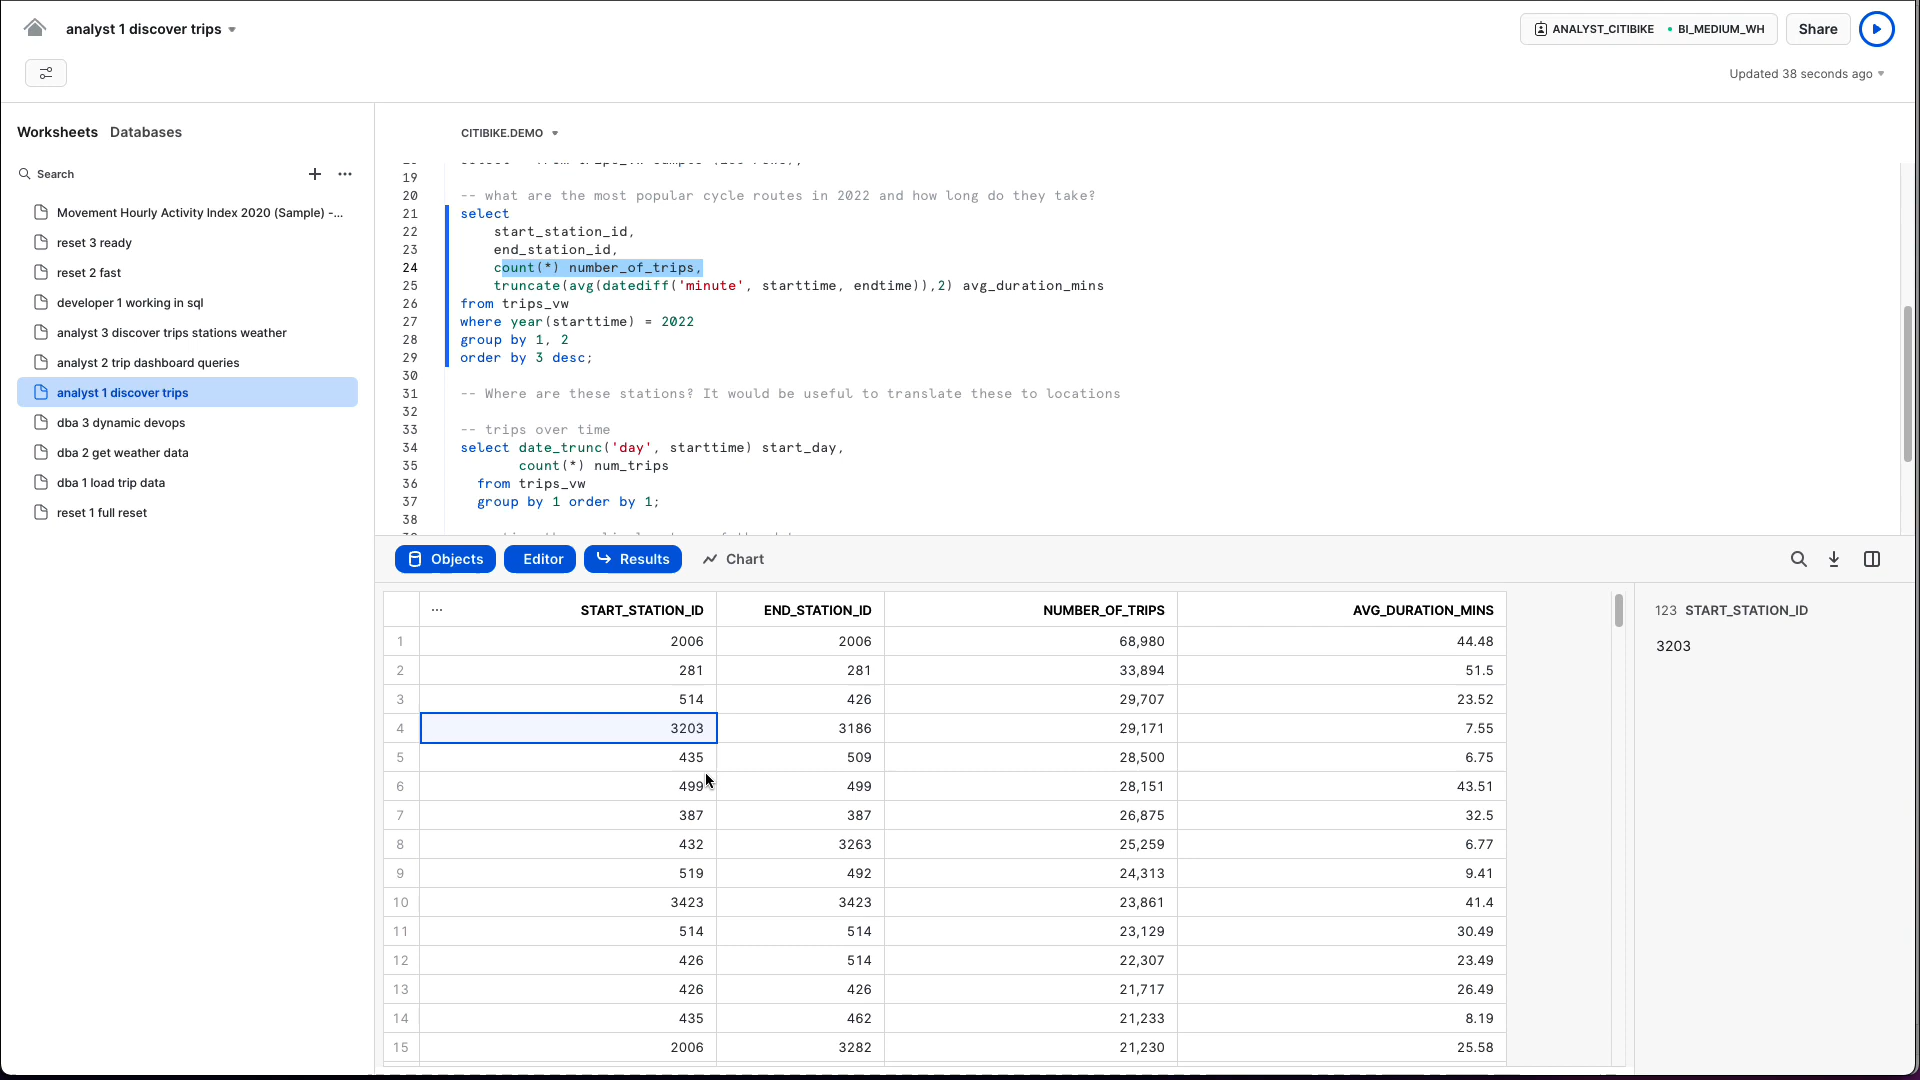 analyst 1 discover trips
ANALYST_CITIBIKE • BI_MEDIUM_WH
Share
Updated 38 seconds ago
Worksheets Databases
Search
Movement Hourly Activity Index 2020 (Sample) -...
reset 3 ready
reset 2 fast
developer 1 working in sql
analyst 3 discover trips stations weather
analyst 2 trip dashboard queries
analyst 1 discover trips
dba 3 dynamic devops
dba 2 get weather data
dba 1 load trip data
reset 1 full reset
CITIBIKE.DEMO
19
20 -- what are the most popular cycle routes in 2022 and how long do they take?
21 select
22 start_station_id,
23 end_station_id,
24 count(*) number_of_trips,
25 truncate(avg(datediff('minute', starttime, endtime)),2) avg_duration_mins
26 from trips_vw
27 where year(starttime) = 2022
28 group by 1, 2
29 order by 3 desc;
30
31 -- Where are these stations? It would be useful to translate these to locations
32
33 -- trips over time
34 select date_trunc('day', starttime) start_day,
35 count(*) num_trips
36 from trips_vw
37 group by 1 order by 1;
38
Objects Editor Results Chart
... START_STATION_ID END_STATION_ID NUMBER_OF_TRIPS AVG_DURATION_MINS
1 2006 2006 68,980 44.48
2 281 281 33,894 51.5
3 514 426 29,707 23.52
4 3203 3186 29,171 7.55
5 435 509 28,500 6.75
6 499 499 28,151 43.51
7 387 387 26,875 32.5
8 432 3263 25,259 6.77
9 519 492 24,313 9.41
10 3423 3423 23,861 41.4
11 514 514 23,129 30.49
12 426 514 22,307 23.49
13 426 426 21,717 26.49
14 435 462 21,233 8.19
15 2006 3282 21,230 25.58
123 START_STATION_ID
3203